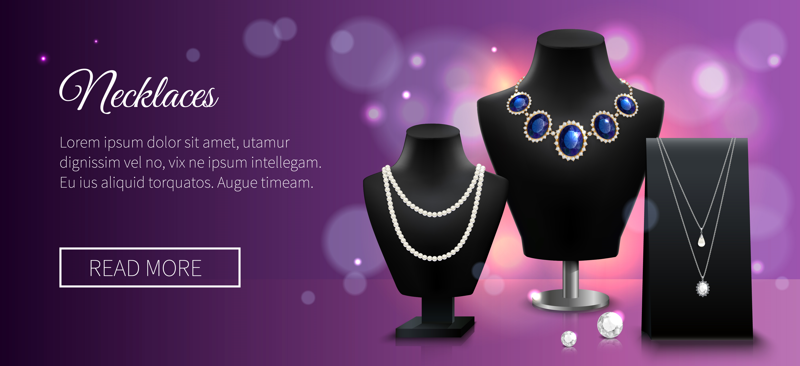 Necklaces
Lorem ipsum dolor sit amet, utamur
dignissim vel no, vix ne ipsum intellegam.
Eu ius aliquid torquatos. Augue timeam.
READ MORE